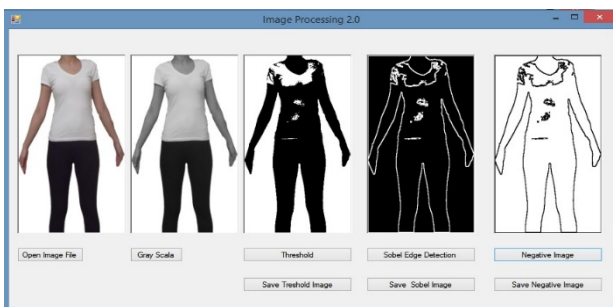 Image Processing 2.0
Open Image File
Gray Scala
Threshold
Sobel Edge Detection
Negative Image
Save Treshold Image
Save Sobel Image
Save Negative Image